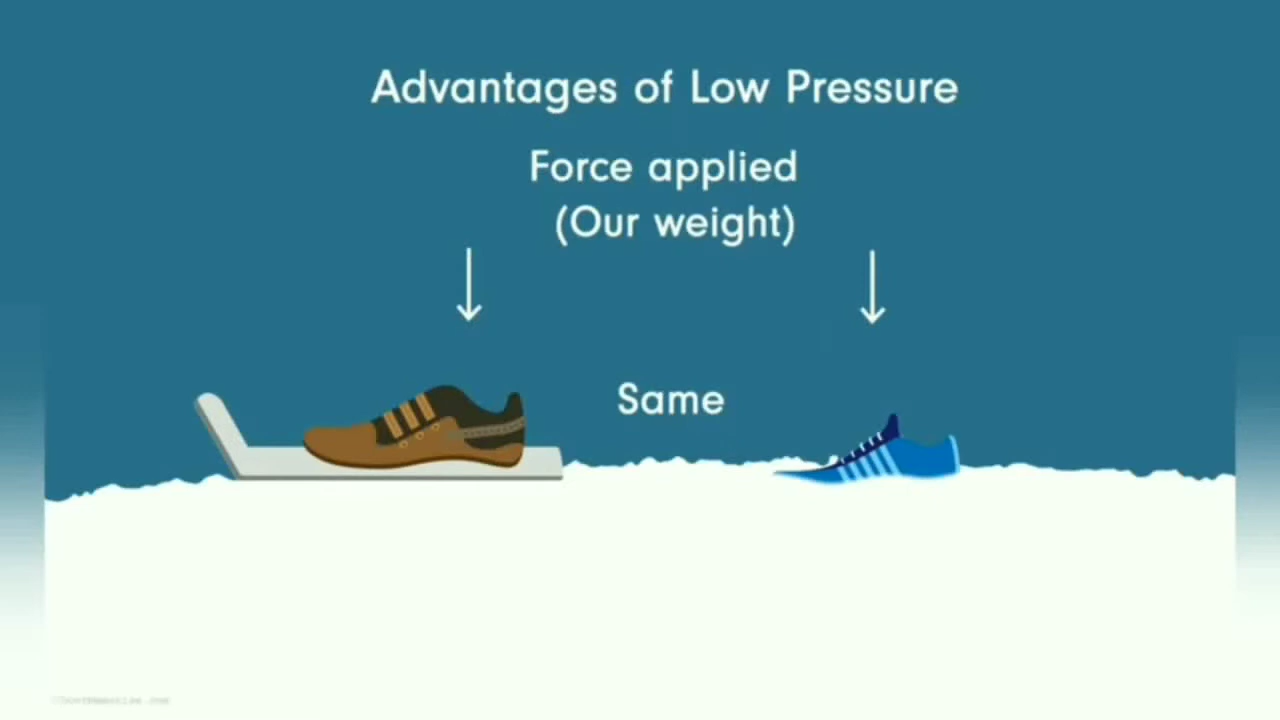 Advantages of Low Pressure
Force applied
(Our weight)
Same